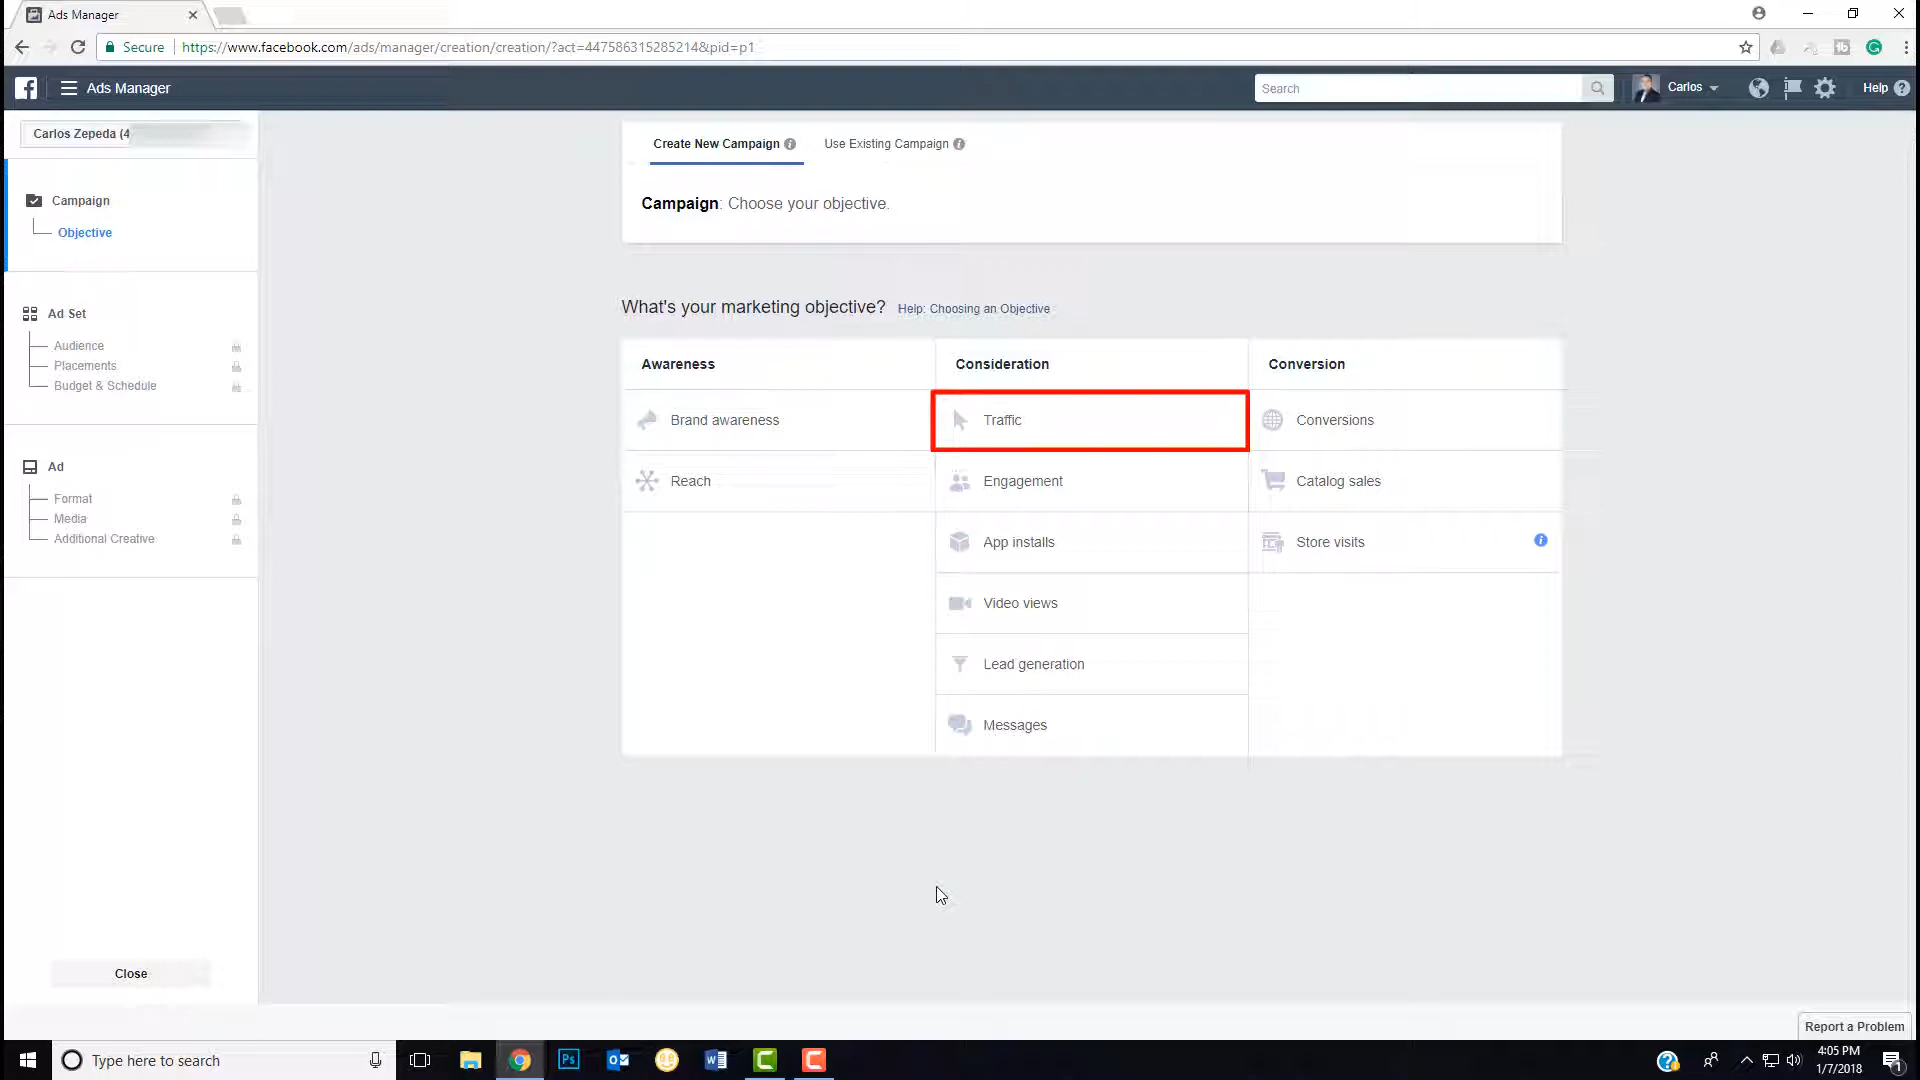 Ads Manager
Secure
https://www.facebook.com/ads/manager/creation/creation/?act=447586315285214&pid=p1
Ads Manager
Search
Carlos
Help
Carlos Zepeda (4
Campaign
Objective
Ad Set
Audience
Placements
Budget & Schedule
Ad
Format
Media
Additional Creative
Close
Create New Campaign
Use Existing Campaign
Campaign: Choose your objective.
What's your marketing objective? Help: Choosing an Objective
Awareness
Consideration
Conversion
Brand awareness
Traffic
Conversions
Reach
Engagement
Catalog sales
App installs
Store visits
Video views
Lead generation
Messages
Report a Problem
Type here to search
Ps
4:05 PM
1/7/2018
1